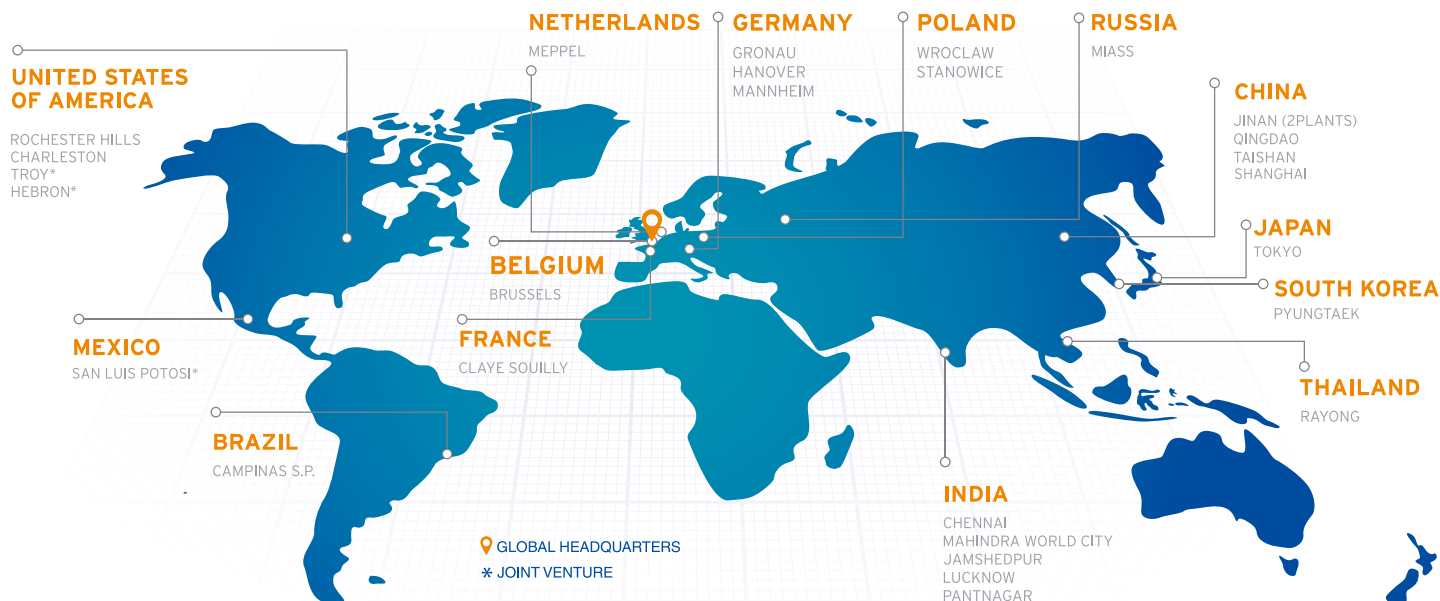 NETHERLANDS
MEPPEL
GERMANY
GRONAU
HANOVER
MANNHEIM
POLAND
WROCLAW
STANOWICE
RUSSIA
MIASS
UNITED STATES
OF AMERICA
ROCHESTER HILLS
CHARLESTON
TROY*
HEBRON*
CHINA
JINAN (2PLANTS)
QINGDAO
TAISHAN
SHANGHAI
JAPAN
TOKYO
BELGIUM
BRUSSELS
SOUTH KOREA
PYUNGTAEK
MEXICO
SAN LUIS POTOSI*
FRANCE
CLAYE SOUILLY
THAILAND
RAYONG
BRAZIL
CAMPINAS S.P.
INDIA
CHENNAI
MAHINDRA WORLD CITY
JAMSHEDPUR
LUCKNOW
PANTNAGAR
GLOBAL HEADQUARTERS
* JOINT VENTURE